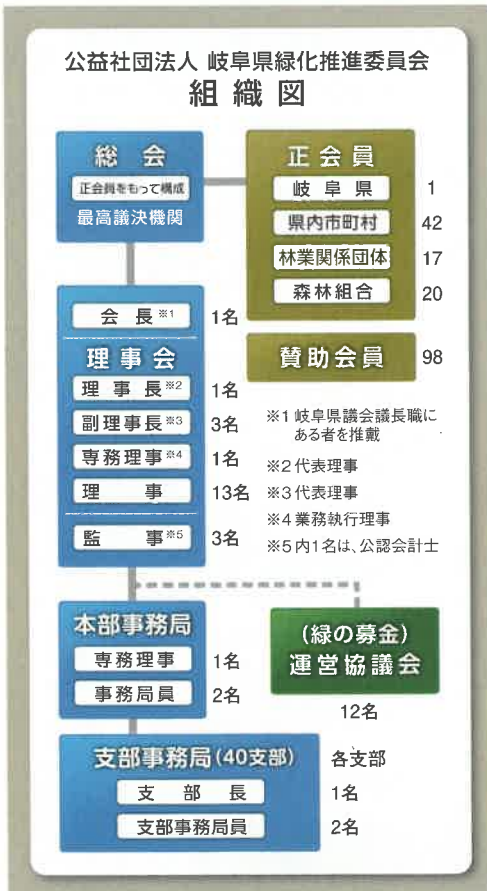 公益社団法人 岐阜県緑化推進委員会
組織図
総会
正会員をもって構成
最高議決機関
正会員
岐阜県 1
県内市町村 42
林業関係団体 17
森林組合 20
賛助会員 98
会長※1 1名
理事会
理事長※2 1名
副理事長※3 3名
専務理事※4 1名
理事 13名
監事※5 3名
※1 岐阜県議会議長職に
ある者を推戴
※2 代表理事
※3 代表理事
※4 業務執行理事
※5 内1名は、公認会計士
本部事務局
専務理事 1名
事務局員 2名
(緑の募金)
運営協議会
12名
支部事務局(40支部) 各支部
支部長 1名
支部事務局員 2名